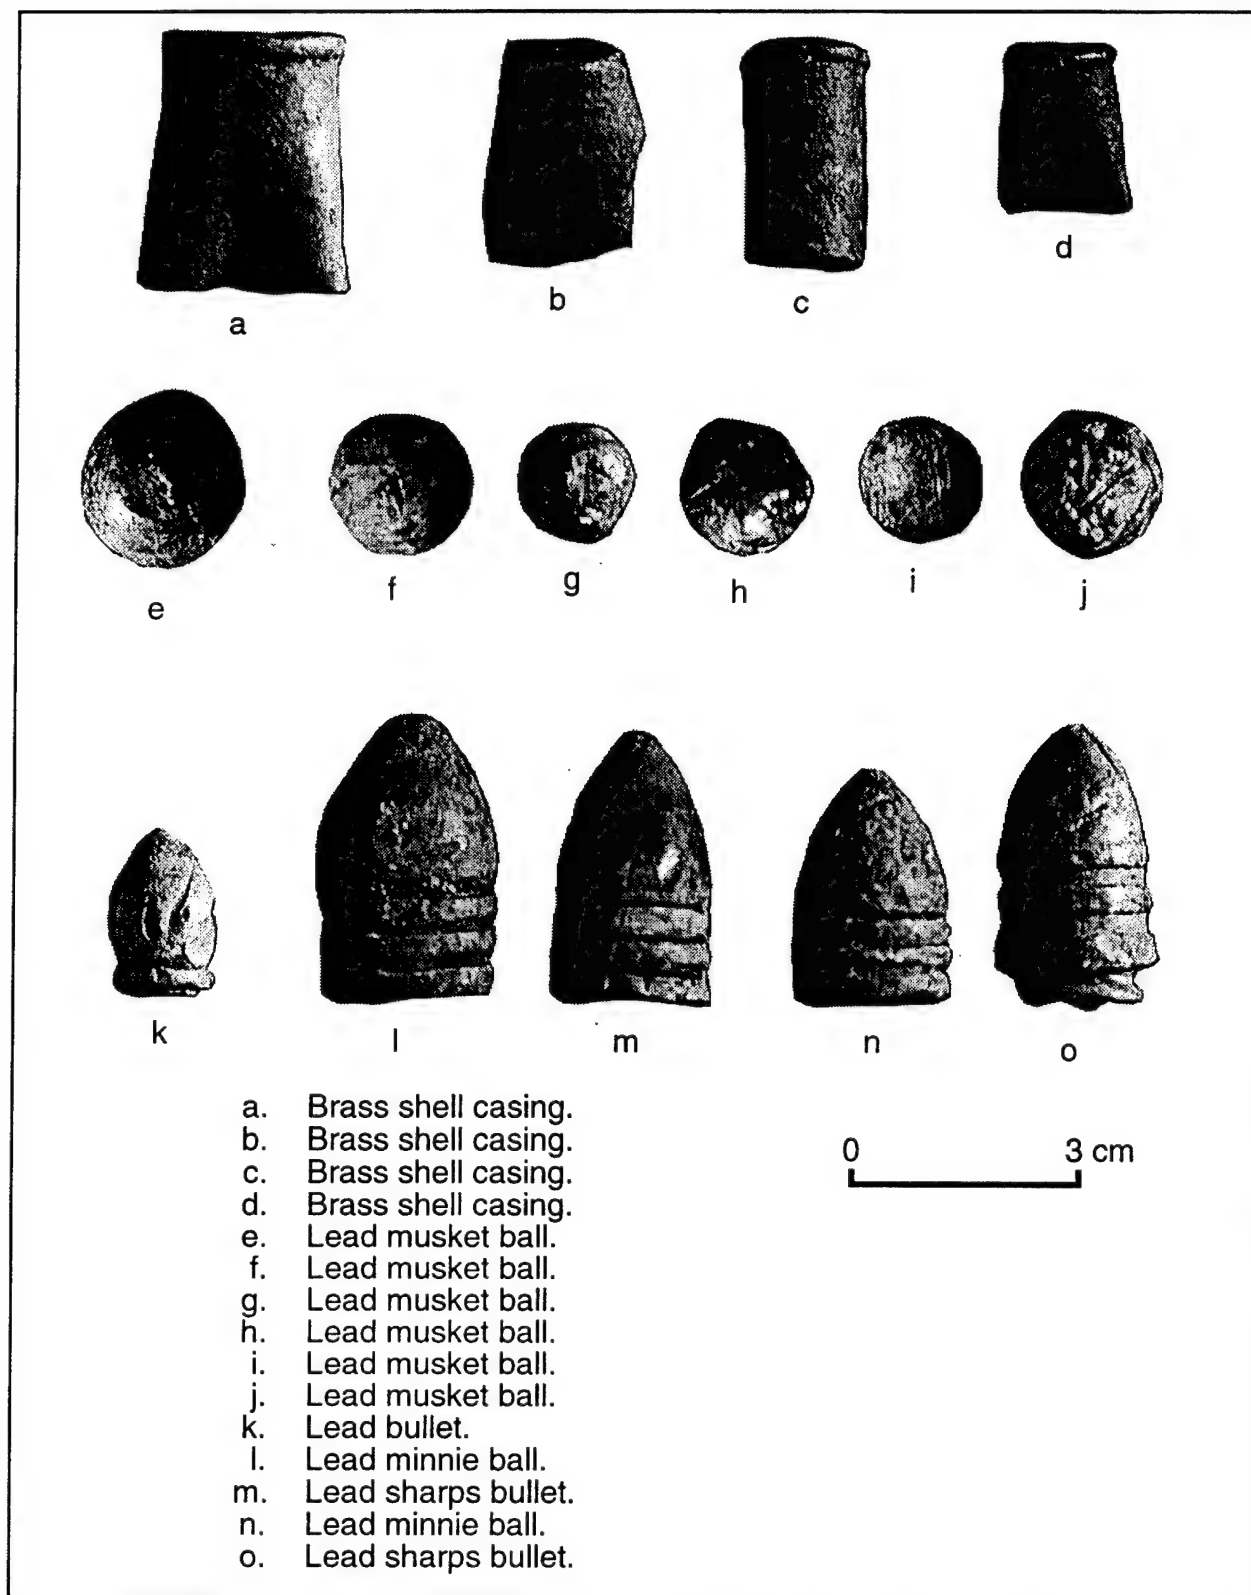 a
b
c
d
e
f
g
h
i
j
k
l
m
n
o
a. Brass shell casing.
b. Brass shell casing.
c. Brass shell casing.
d. Brass shell casing.
e. Lead musket ball.
f. Lead musket ball.
g. Lead musket ball.
h. Lead musket ball.
i. Lead musket ball.
j. Lead musket ball.
k. Lead bullet.
l. Lead minnie ball.
m. Lead sharps bullet.
n. Lead minnie ball.
o. Lead sharps bullet.
0 3 cm